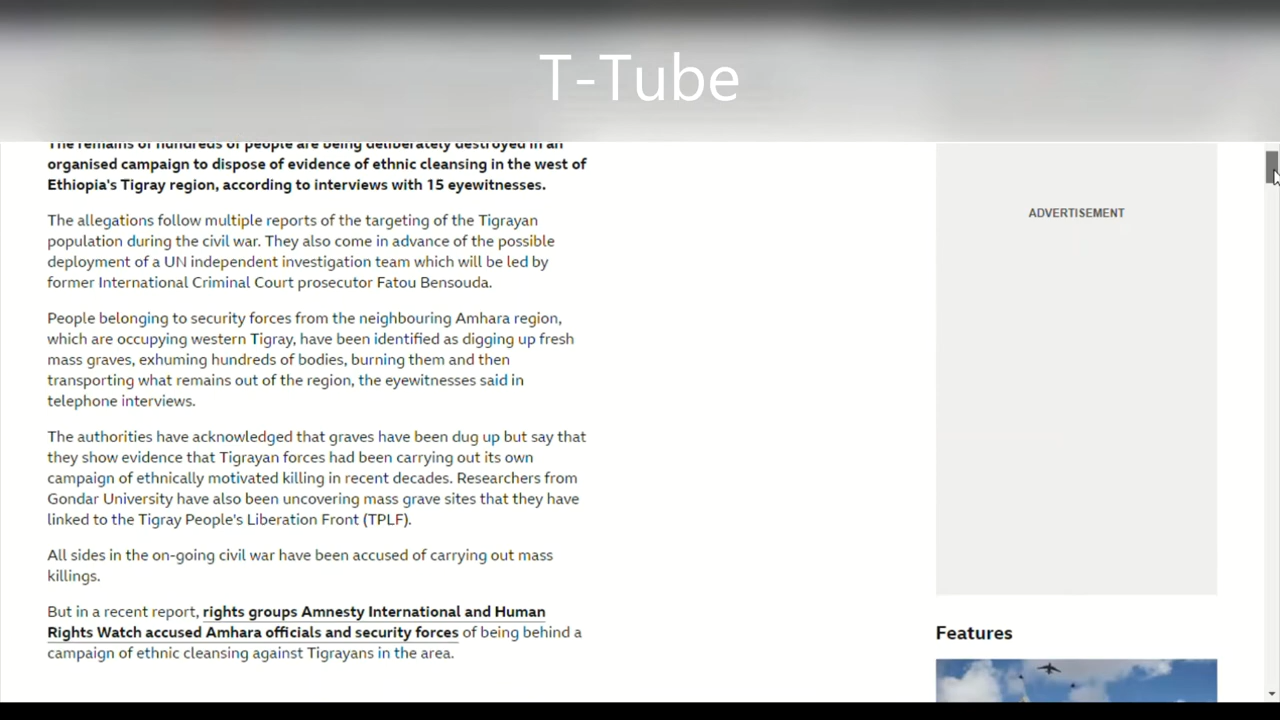 T-Tube
The remains of hundreds of people are being deliberately destroyed in an
organised campaign to dispose of evidence of ethnic cleansing in the west of
Ethiopia's Tigray region, according to interviews with 15 eyewitnesses.
The allegations follow multiple reports of the targeting of the Tigrayan
population during the civil war. They also come in advance of the possible
deployment of a UN independent investigation team which will be led by
former International Criminal Court prosecutor Fatou Bensouda.
People belonging to security forces from the neighbouring Amhara region,
which are occupying western Tigray, have been identified as digging up fresh
mass graves, exhuming hundreds of bodies, burning them and then
transporting what remains out of the region, the eyewitnesses said in
telephone interviews.
The authorities have acknowledged that graves have been dug up but say that
they show evidence that Tigrayan forces had been carrying out its own
campaign of ethnically motivated killing in recent decades. Researchers from
Gondar University have also been uncovering mass grave sites that they have
linked to the Tigray People's Liberation Front (TPLF).
All sides in the on-going civil war have been accused of carrying out mass
killings.
But in a recent report, rights groups Amnesty International and Human
Rights Watch accused Amhara officials and security forces of being behind a
campaign of ethnic cleansing against Tigrayans in the area.
ADVERTISEMENT
Features